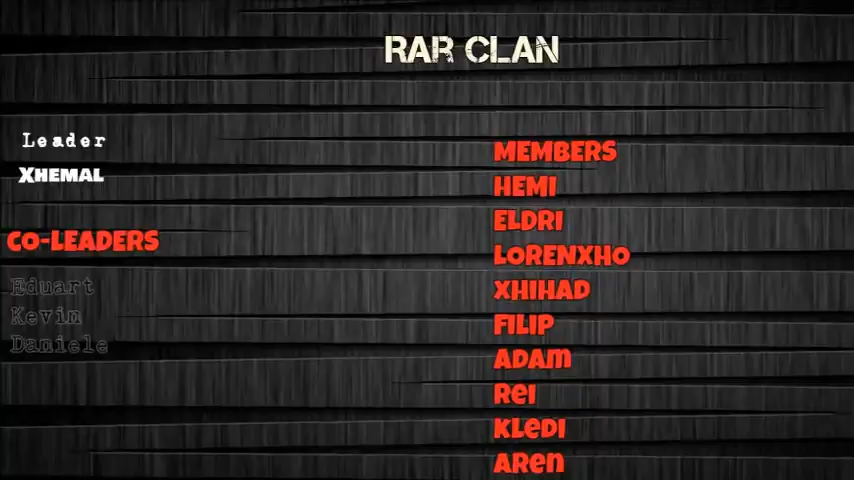 RAR CLAN
Leader
XHEMAL
CO-LEADERS
Eduart
Kevin
Daniele
MEMBERS
HEMI
ELDRI
LORENXHO
XHIHAD
FILIP
ADAM
REI
KLEDI
AREN